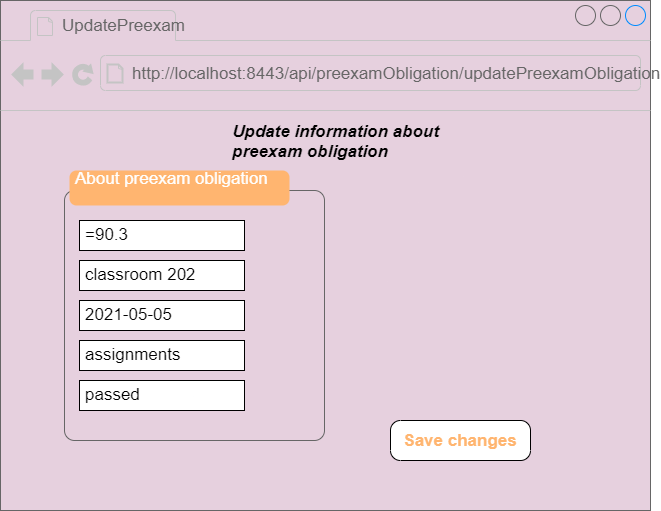 UpdatePreexam
http://localhost:8443/api/preexamObligation/updatePreexamObligation
Update information about
preexam obligation
About preexam obligation
=90.3
classroom 202
2021-05-05
assignments
passed
Save changes